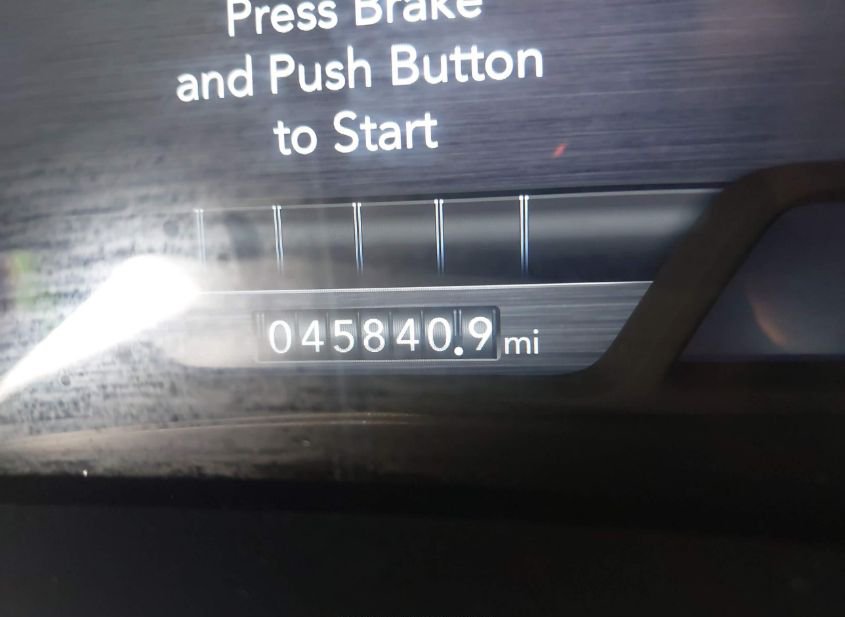 Press Brake
and Push Button
to Start
045840.9 mi